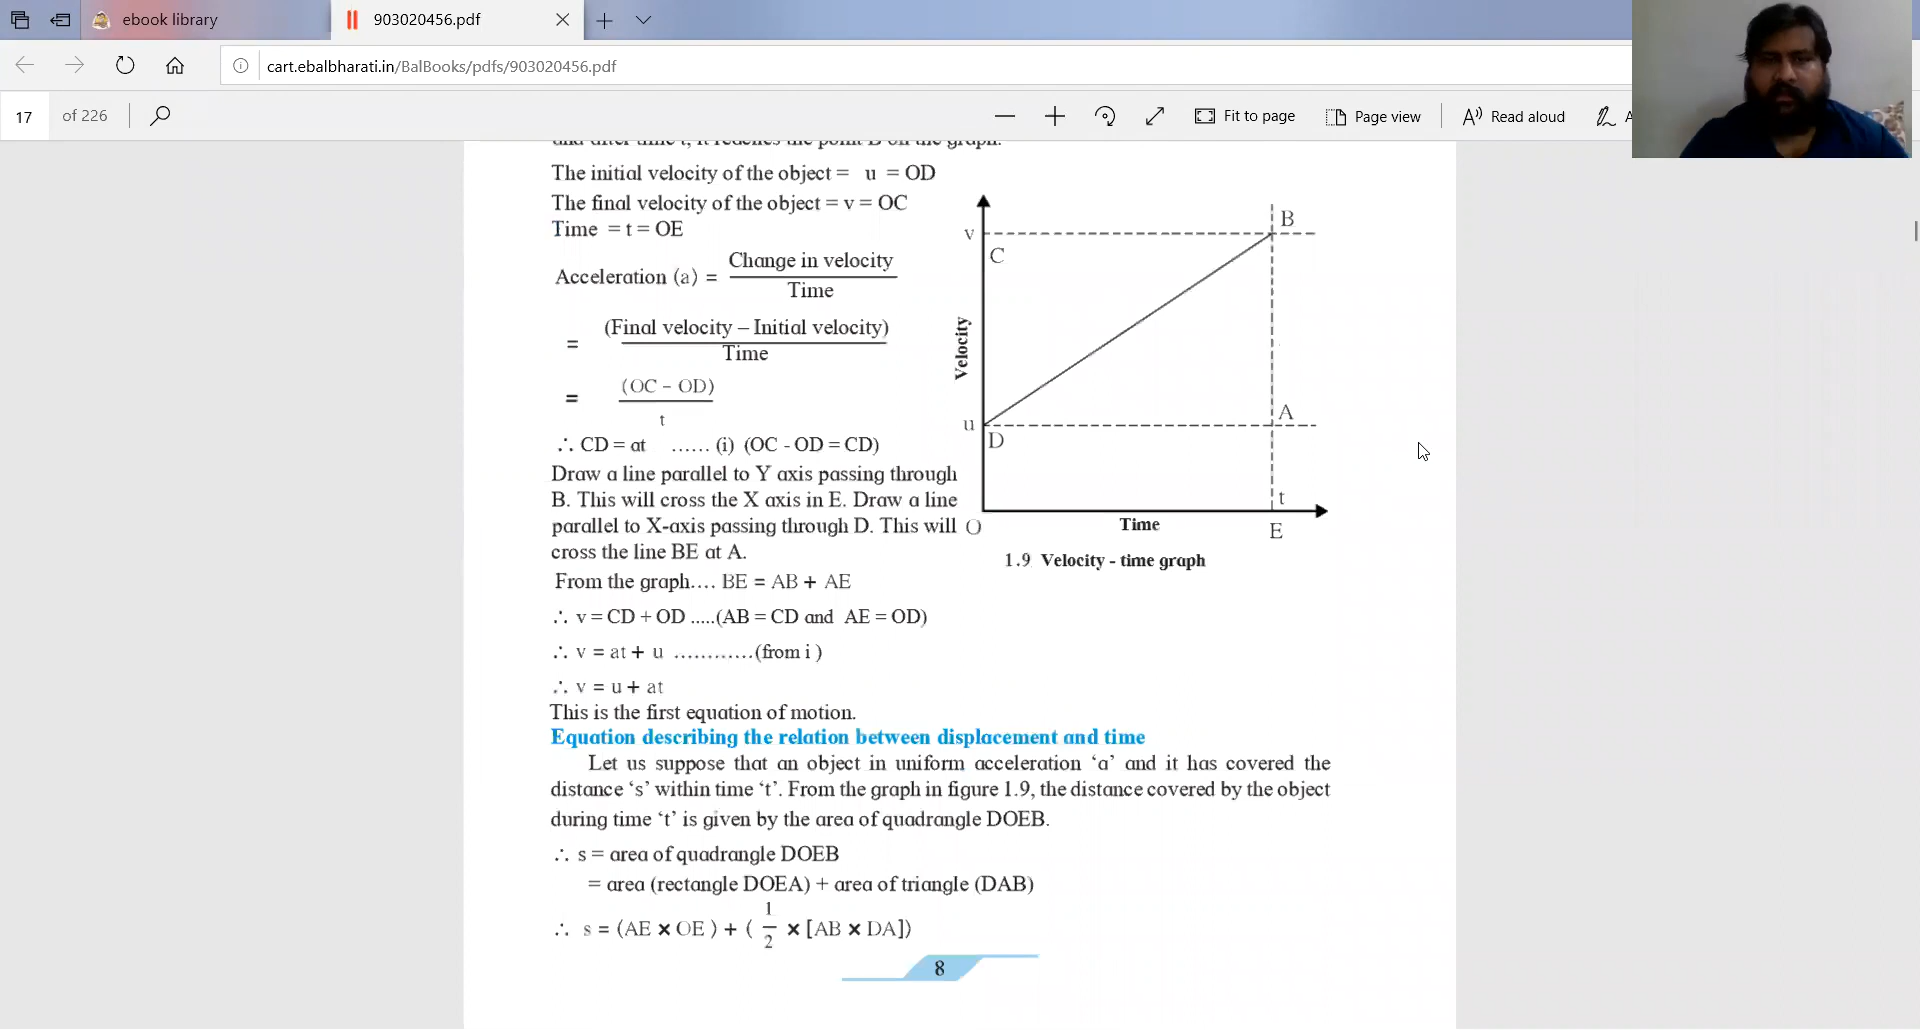 ebook library
903020456.pdf
cart.ebalbharati.in/BalBooks/pdfs/903020456.pdf
17 of 226
Fit to page
Page view
Read aloud
The initial velocity of the object = u = OD
The final velocity of the object = v = OC
Time = t = OE
Acceleration (a) = Change in velocity
Time
= (Final velocity – Initial velocity)
Time
= (OC - OD)
t
∴ CD = at ...... (i) (OC - OD = CD)
Draw a line parallel to Y axis passing through
B. This will cross the X axis in E. Draw a line
parallel to X-axis passing through D. This will
cross the line BE at A.
From the graph.... BE = AB + AE
∴ v = CD + OD .....(AB = CD and AE = OD)
∴ v = at + u ............(from i )
∴ v = u + at
This is the first equation of motion.
v
B
C
Velocity
u
D
A
t
O
Time
E
1.9 Velocity - time graph
Equation describing the relation between displacement and time
Let us suppose that an object in uniform acceleration ‘a’ and it has covered the
distance ‘s’ within time ‘t’. From the graph in figure 1.9, the distance covered by the object
during time ‘t’ is given by the area of quadrangle DOEB.
∴ s = area of quadrangle DOEB
= area (rectangle DOEA) + area of triangle (DAB)
∴ s = (AE × OE ) + ( 1/2 × [AB × DA])
8